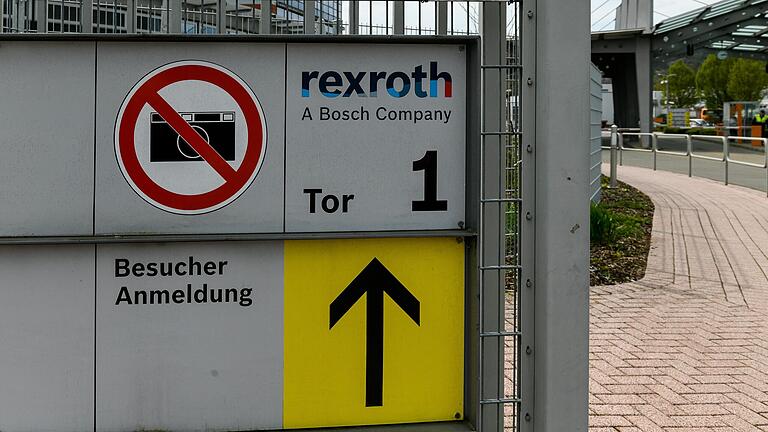 rexroth
A Bosch Company
Tor 1
Besucher
Anmeldung